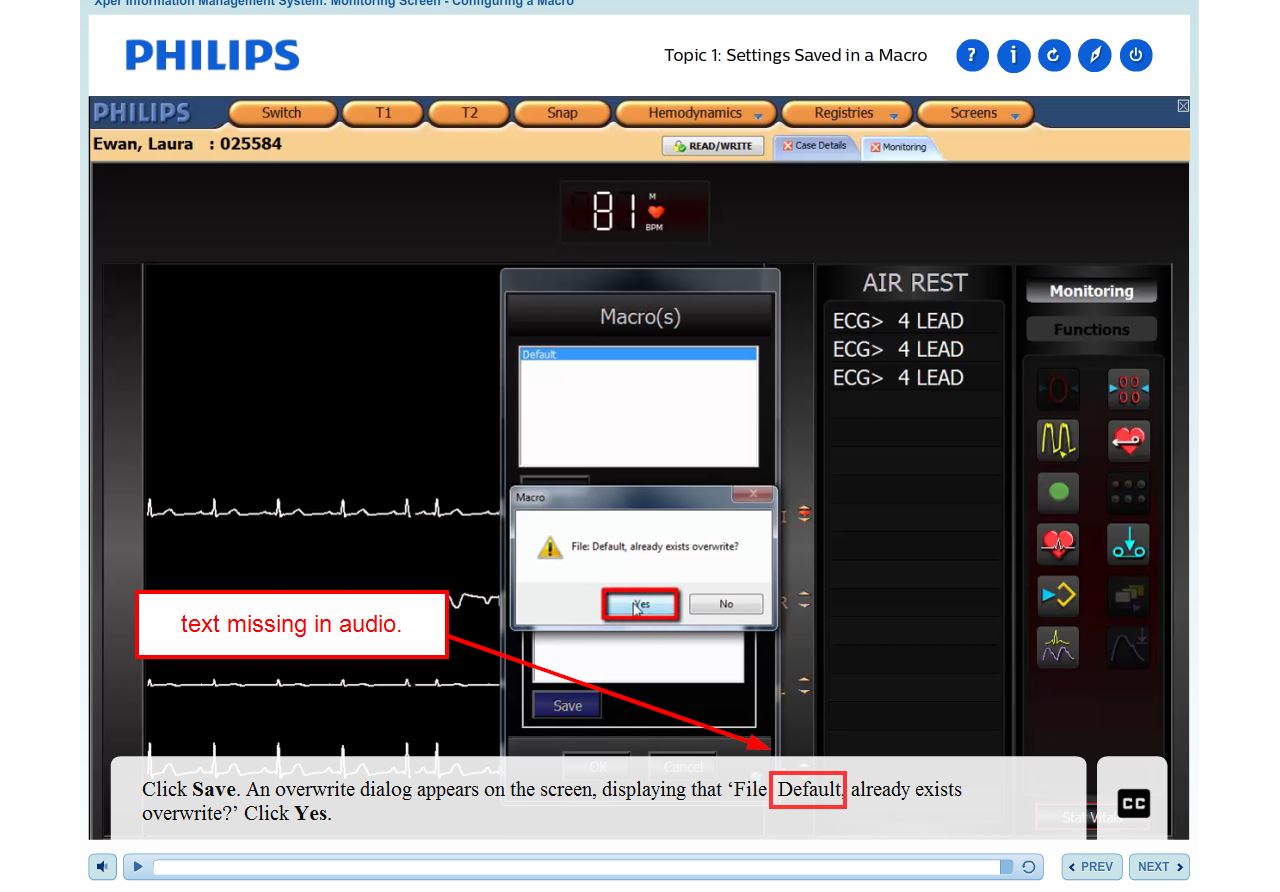 Xper Information Management System: Monitoring Screen - Configuring a Macro
PHILIPS
Topic 1: Settings Saved in a Macro
? i
PHILIPS
Switch
T1
T2
Snap
Hemodynamics
Registries
Screens
Ewan, Laura : 025584
READ/WRITE
Case Details
Monitoring
81
M
BPM
Macro(s)
Default
AIR REST
ECG> 4 LEAD
ECG> 4 LEAD
ECG> 4 LEAD
Monitoring
Functions
Macro
File: Default, already exists overwrite?
Yes
No
I
R
L
text missing in audio.
Save
OK
Cancel
Click Save. An overwrite dialog appears on the screen, displaying that ‘File Default, already exists
overwrite?’ Click Yes.
Stat Vitals
CC
PREV
NEXT